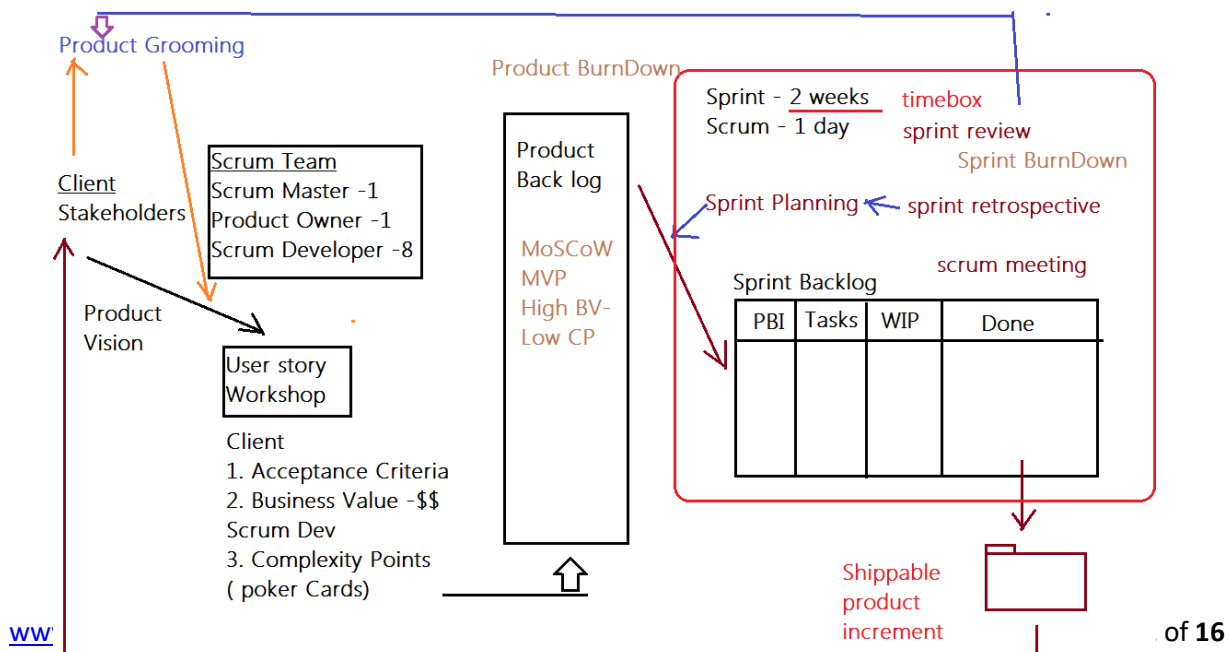 Product Grooming
Client
Stakeholders
Product
Vision
Scrum Team
Scrum Master -1
Product Owner -1
Scrum Developer -8
User story
Workshop
Client
1. Acceptance Criteria
2. Business Value -$$
Scrum Dev
3. Complexity Points
( poker Cards)
Product BurnDown
Product
Back log
MoSCoW
MVP
High BV-
Low CP
Sprint - 2 weeks timebox
Scrum - 1 day sprint review
Sprint BurnDown
Sprint Planning sprint retrospective
scrum meeting
Sprint Backlog
PBI Tasks WIP Done
Shippable
product
increment
of 16